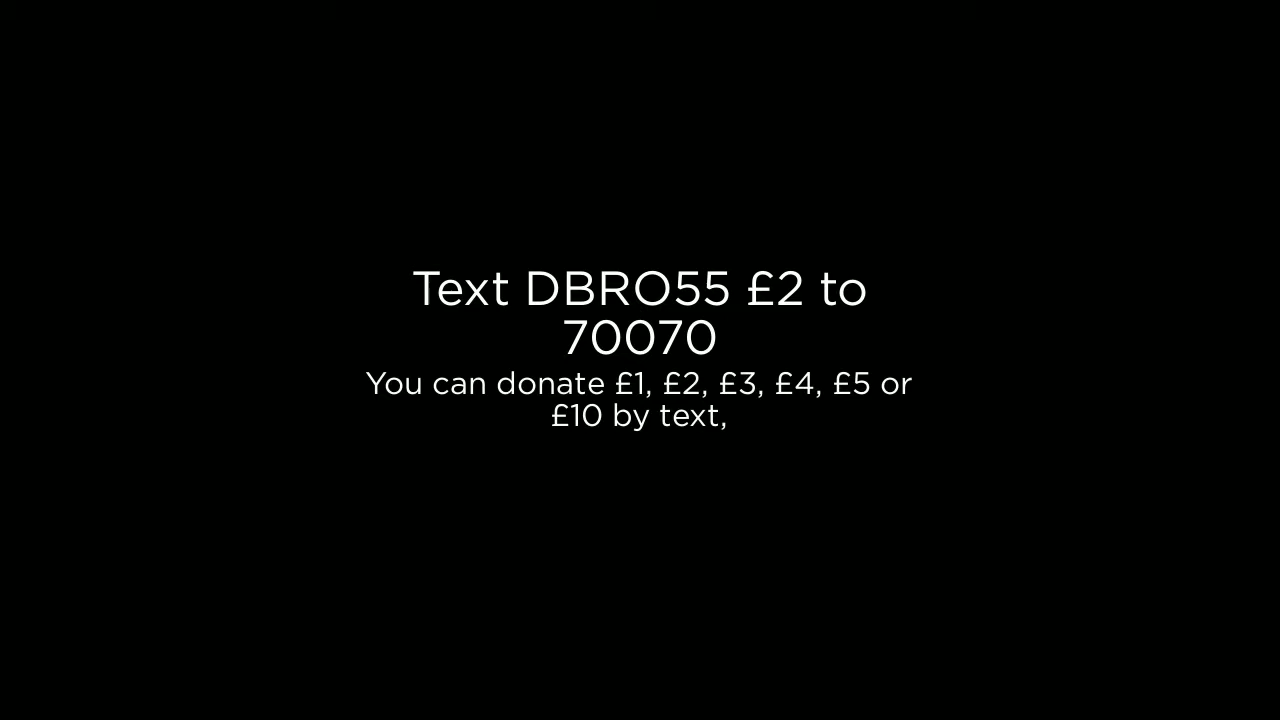 Text DBRO55 £2 to
70070
You can donate £1, £2, £3, £4, £5 or
£10 by text,